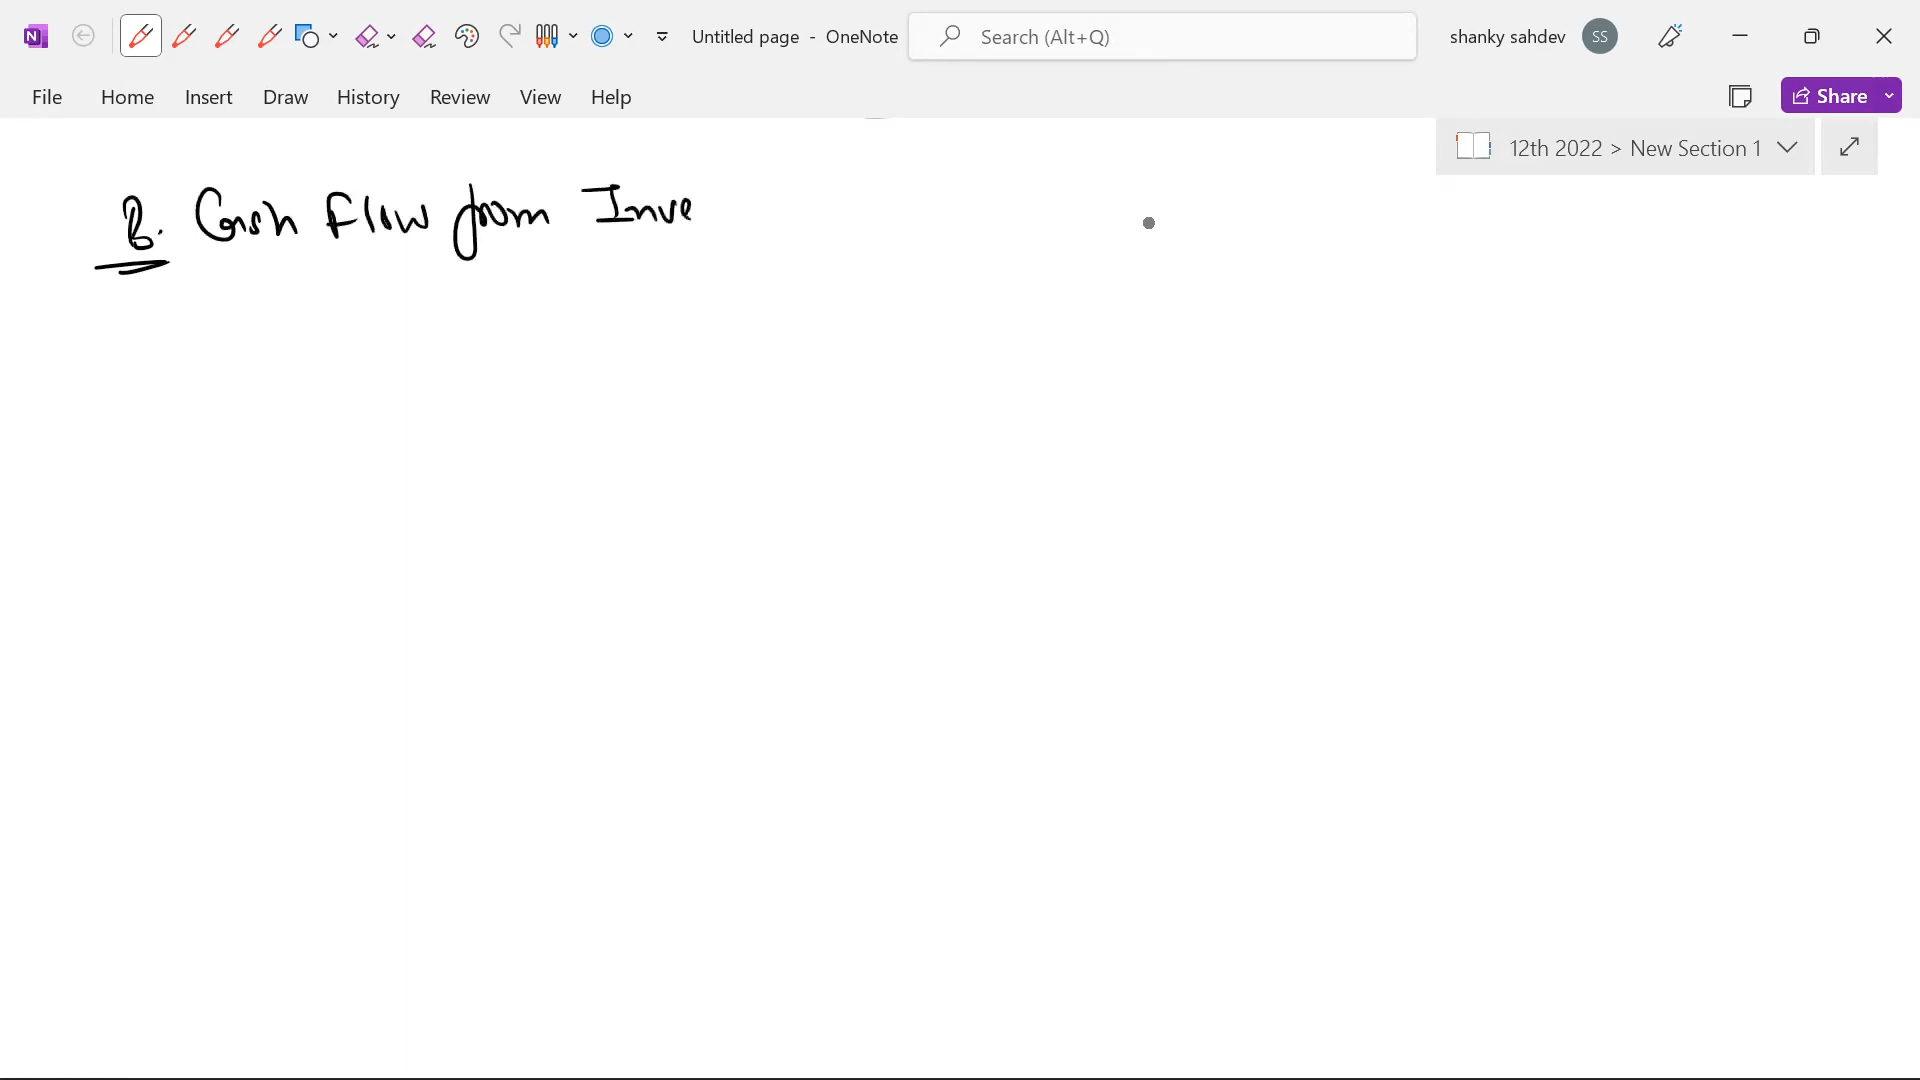 Untitled page - OneNote
Search (Alt+Q)
shanky sahdev
SS
File Home Insert Draw History Review View Help
Share
12th 2022 > New Section 1
B. Cash Flow from Inve